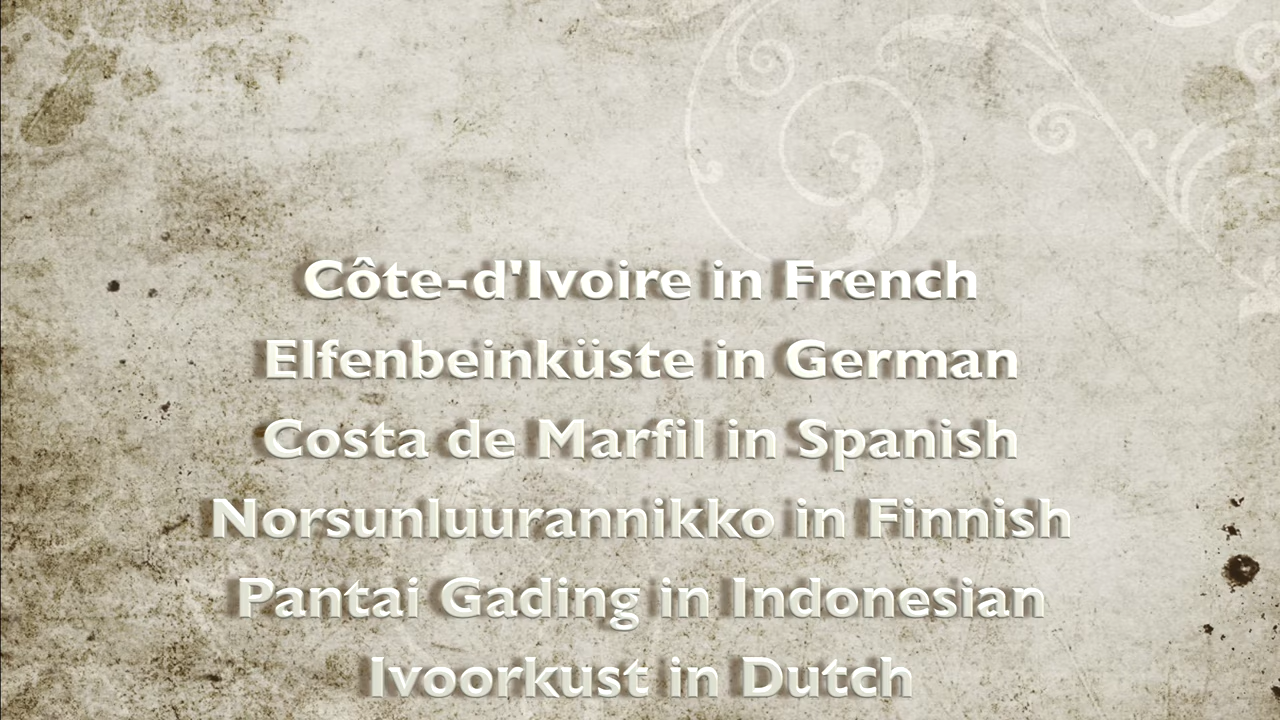 Côte-d'Ivoire in French
Elfenbeinküste in German
Costa de Marfil in Spanish
Norsunluurannikko in Finnish
Pantai Gading in Indonesian
Ivoorkust in Dutch